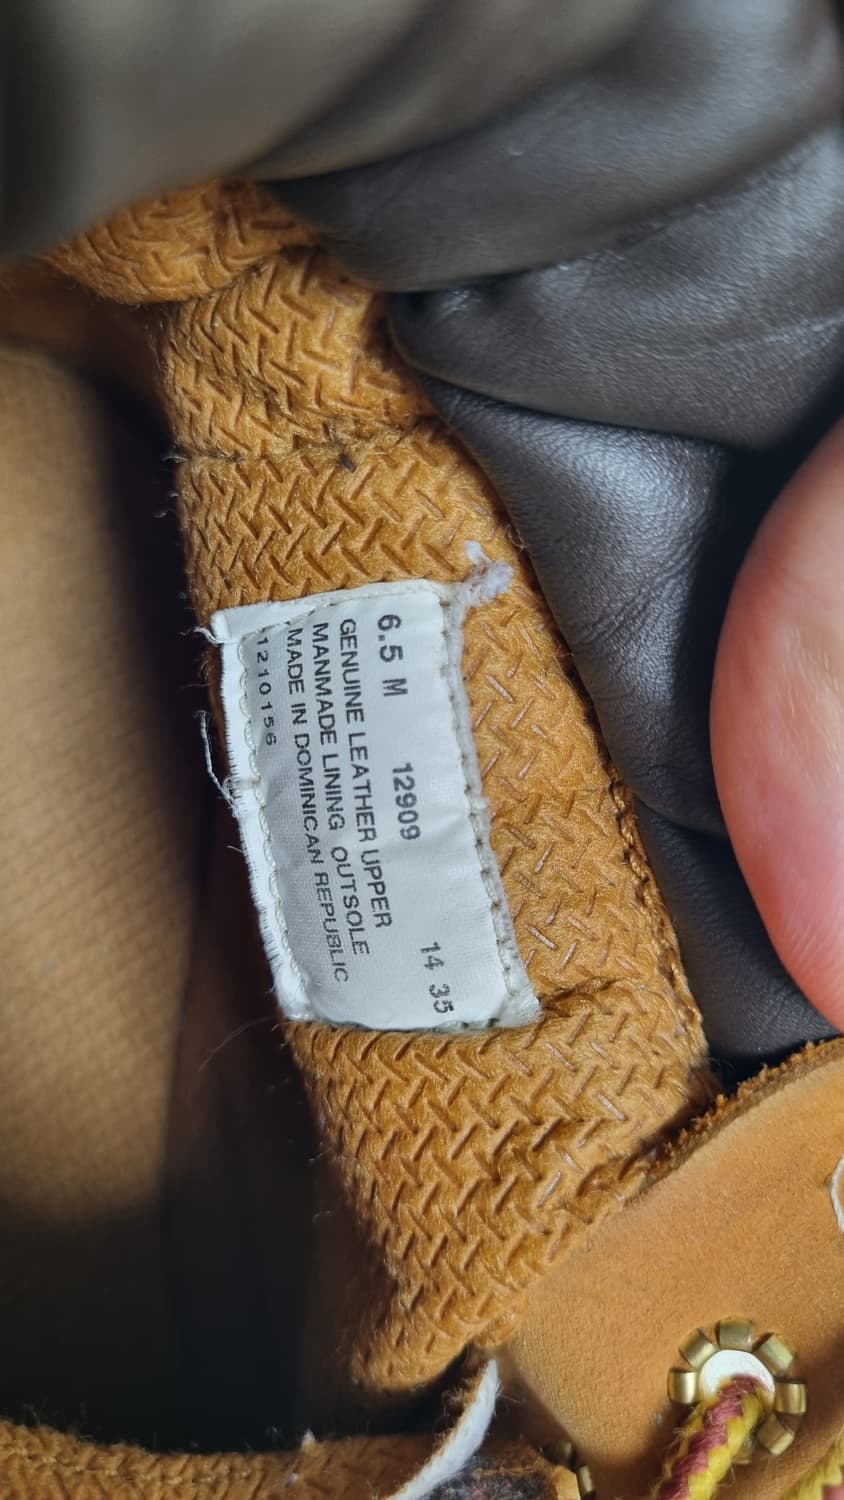 6.5 M 12909 14 35
GENUINE LEATHER UPPER
MANMADE LINING OUTSOLE
MADE IN DOMINICAN REPUBLIC
1210156